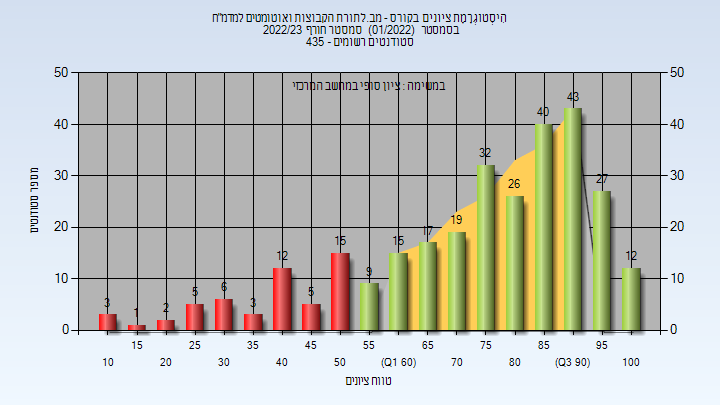 היסטוגרמת ציונים בקורס - מב.לתורת הקבוצות ואוטומטים למדמ"ח
בסמסטר (01/2022) סמסטר חורף 2022/23
סטודנטים רשומים - 435
במשימה : ציון סופי במחשב המרכזי
מספר סטודנטים
50 50
40 40
30 30
20 20
10 10
0 0
3 1 2 5 6 3 12 5 15 9 15 17 19 32 26 40 43 27 12
15 25 35 45 55 65 75 85 95
10 20 30 40 50 (Q1 60) 70 80 (Q3 90) 100
טווח ציונים